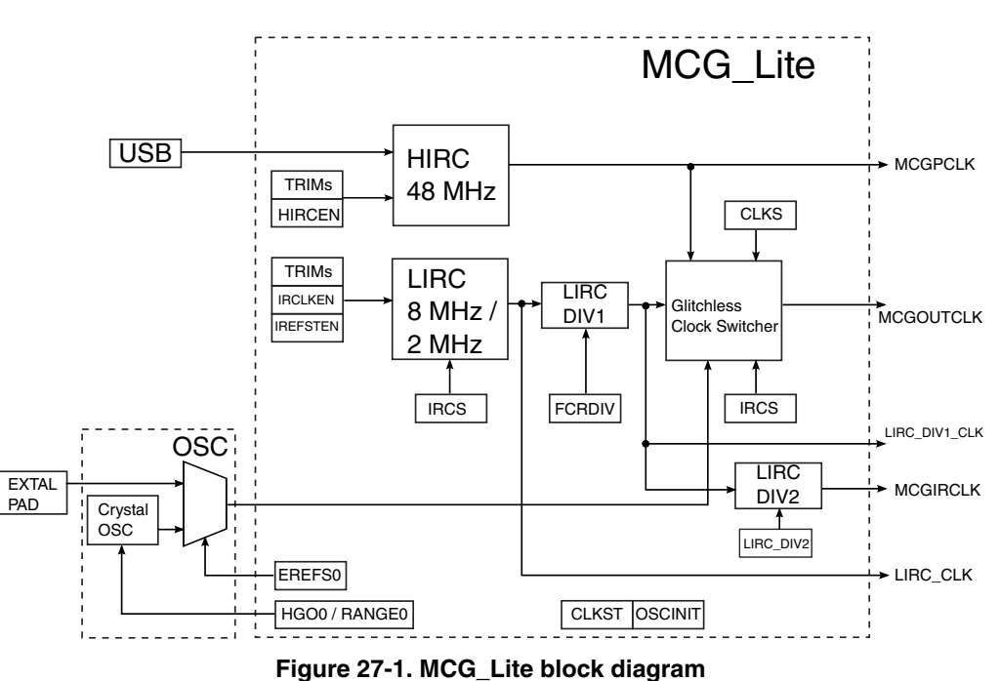 MCG_Lite
USB
HIRC
48 MHz
TRIMs
HIRCEN
MCGPCLK
CLKS
TRIMs
IRCLKEN
IREFSTEN
LIRC
8 MHz /
2 MHz
LIRC
DIV1
Glitchless
Clock Switcher
MCGOUTCLK
IRCS
FCRDIV
IRCS
LIRC_DIV1_CLK
OSC
EXTAL
PAD
Crystal
OSC
LIRC
DIV2
MCGIRCLK
LIRC_DIV2
EREFS0
LIRC_CLK
HGO0 / RANGE0
CLKST
OSCINIT
Figure 27-1. MCG_Lite block diagram